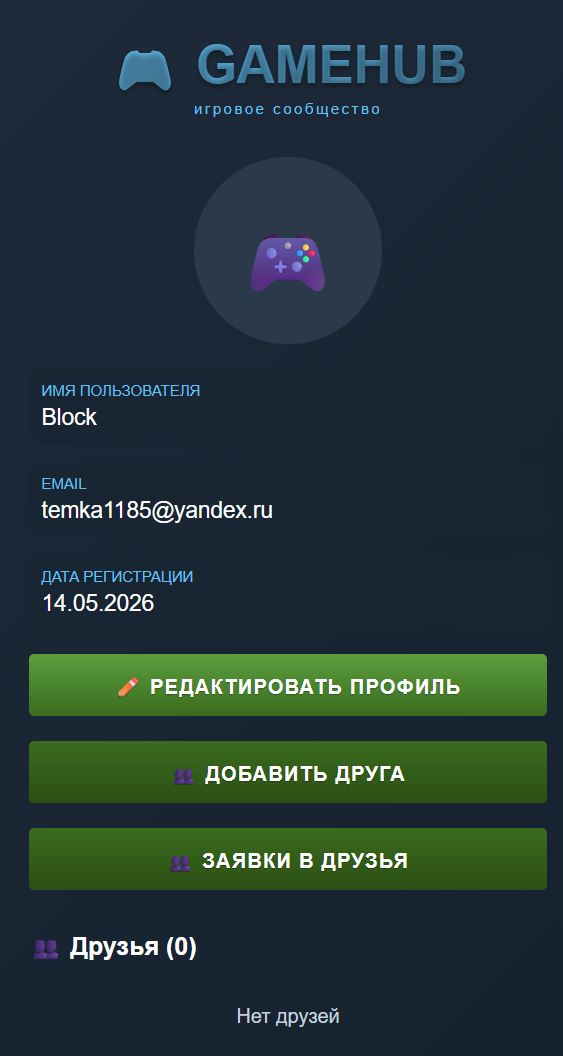 GAMEHUB
игровое сообщество
ИМЯ ПОЛЬЗОВАТЕЛЯ
Block
EMAIL
temka1185@yandex.ru
ДАТА РЕГИСТРАЦИИ
14.05.2026
РЕДАКТИРОВАТЬ ПРОФИЛЬ
ДОБАВИТЬ ДРУГА
ЗАЯВКИ В ДРУЗЬЯ
Друзья (0)
Нет друзей